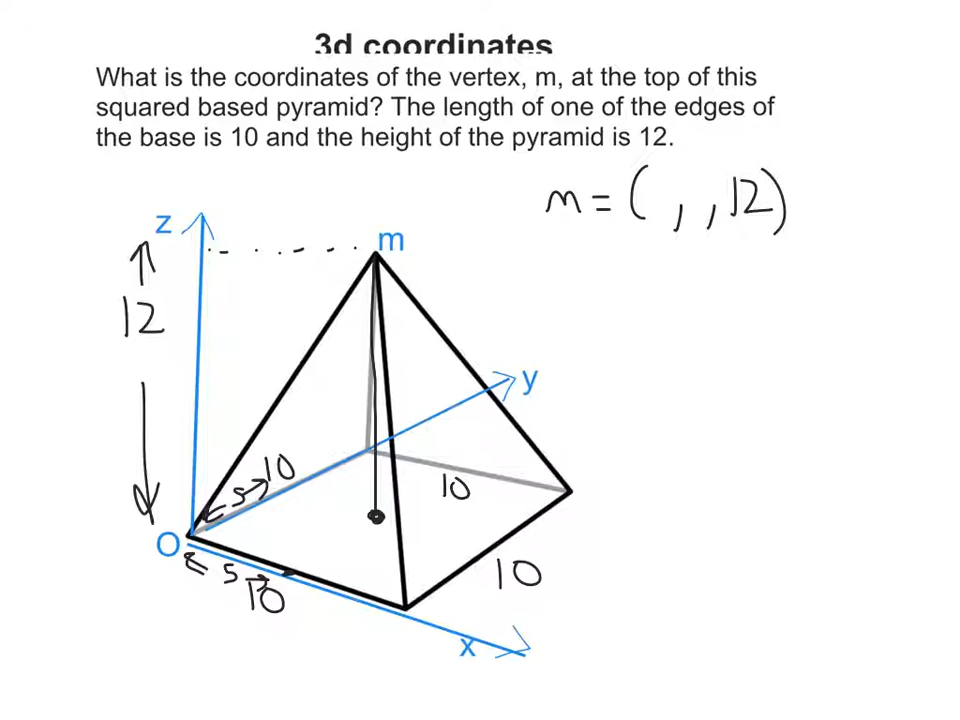 3d coordinates
What is the coordinates of the vertex, m, at the top of this
squared based pyramid? The length of one of the edges of
the base is 10 and the height of the pyramid is 12.
m = ( , , 12)
z
m
12
y
5 10
10
O
5
10
10
x